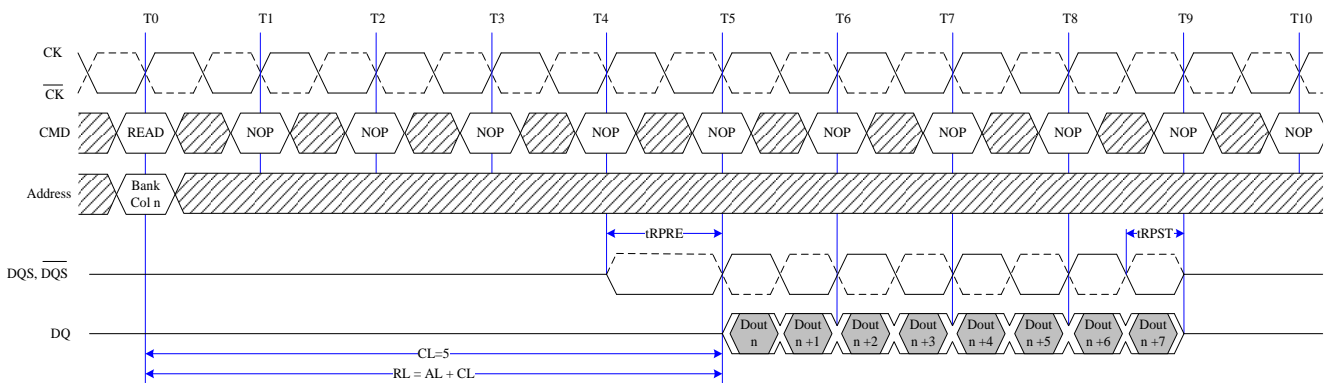 T0 T1 T2 T3 T4 T5 T6 T7 T8 T9 T10
CK
CK
CMD READ NOP NOP NOP NOP NOP NOP NOP NOP NOP NOP
Address Bank
Col n
tRPRE tRPST
DQS, DQS
DQ Dout Dout Dout Dout Dout Dout Dout Dout
n n +1 n +2 n +3 n +4 n +5 n +6 n +7
CL=5
RL = AL + CL